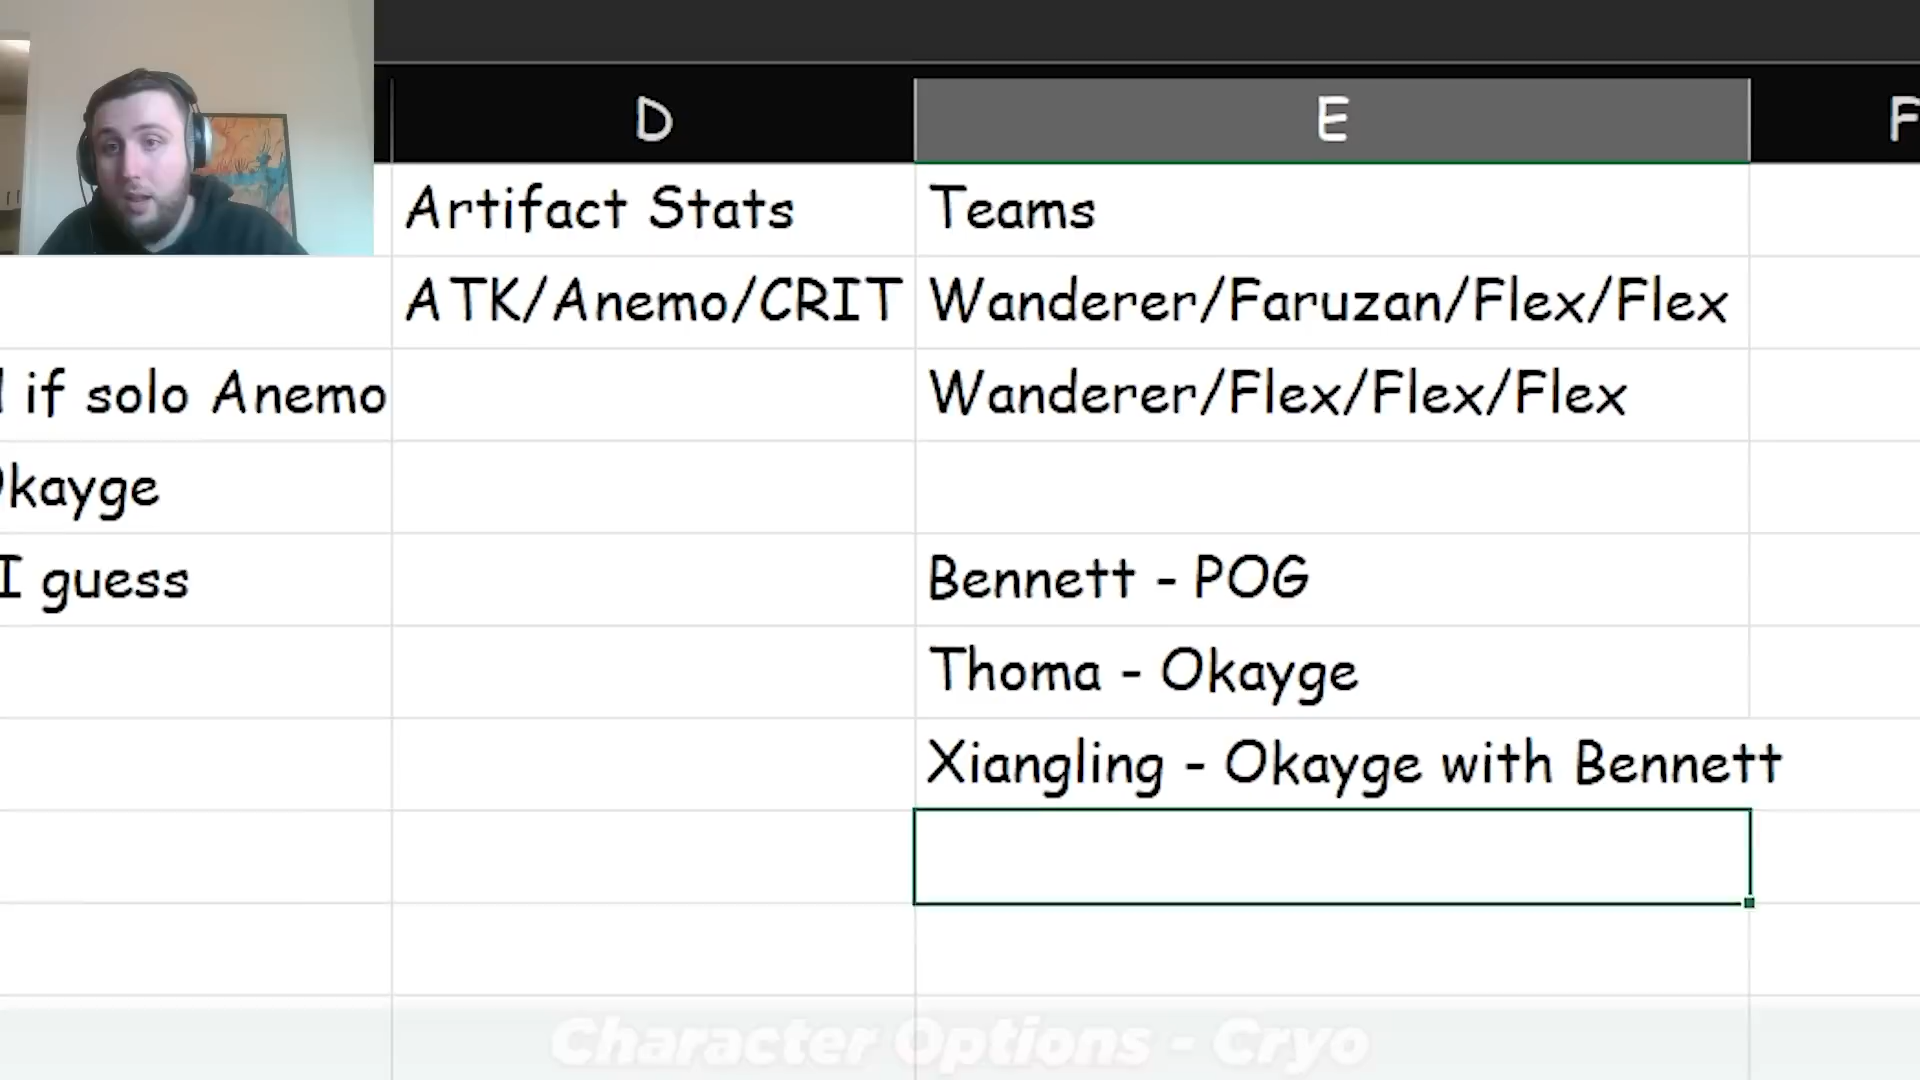 D E F
Artifact Stats Teams
ATK/Anemo/CRIT Wanderer/Faruzan/Flex/Flex
if solo Anemo Wanderer/Flex/Flex/Flex
Okayge
I guess Bennett - POG
Thoma - Okayge
Xiangling - Okayge with Bennett
Character Options - Cryo